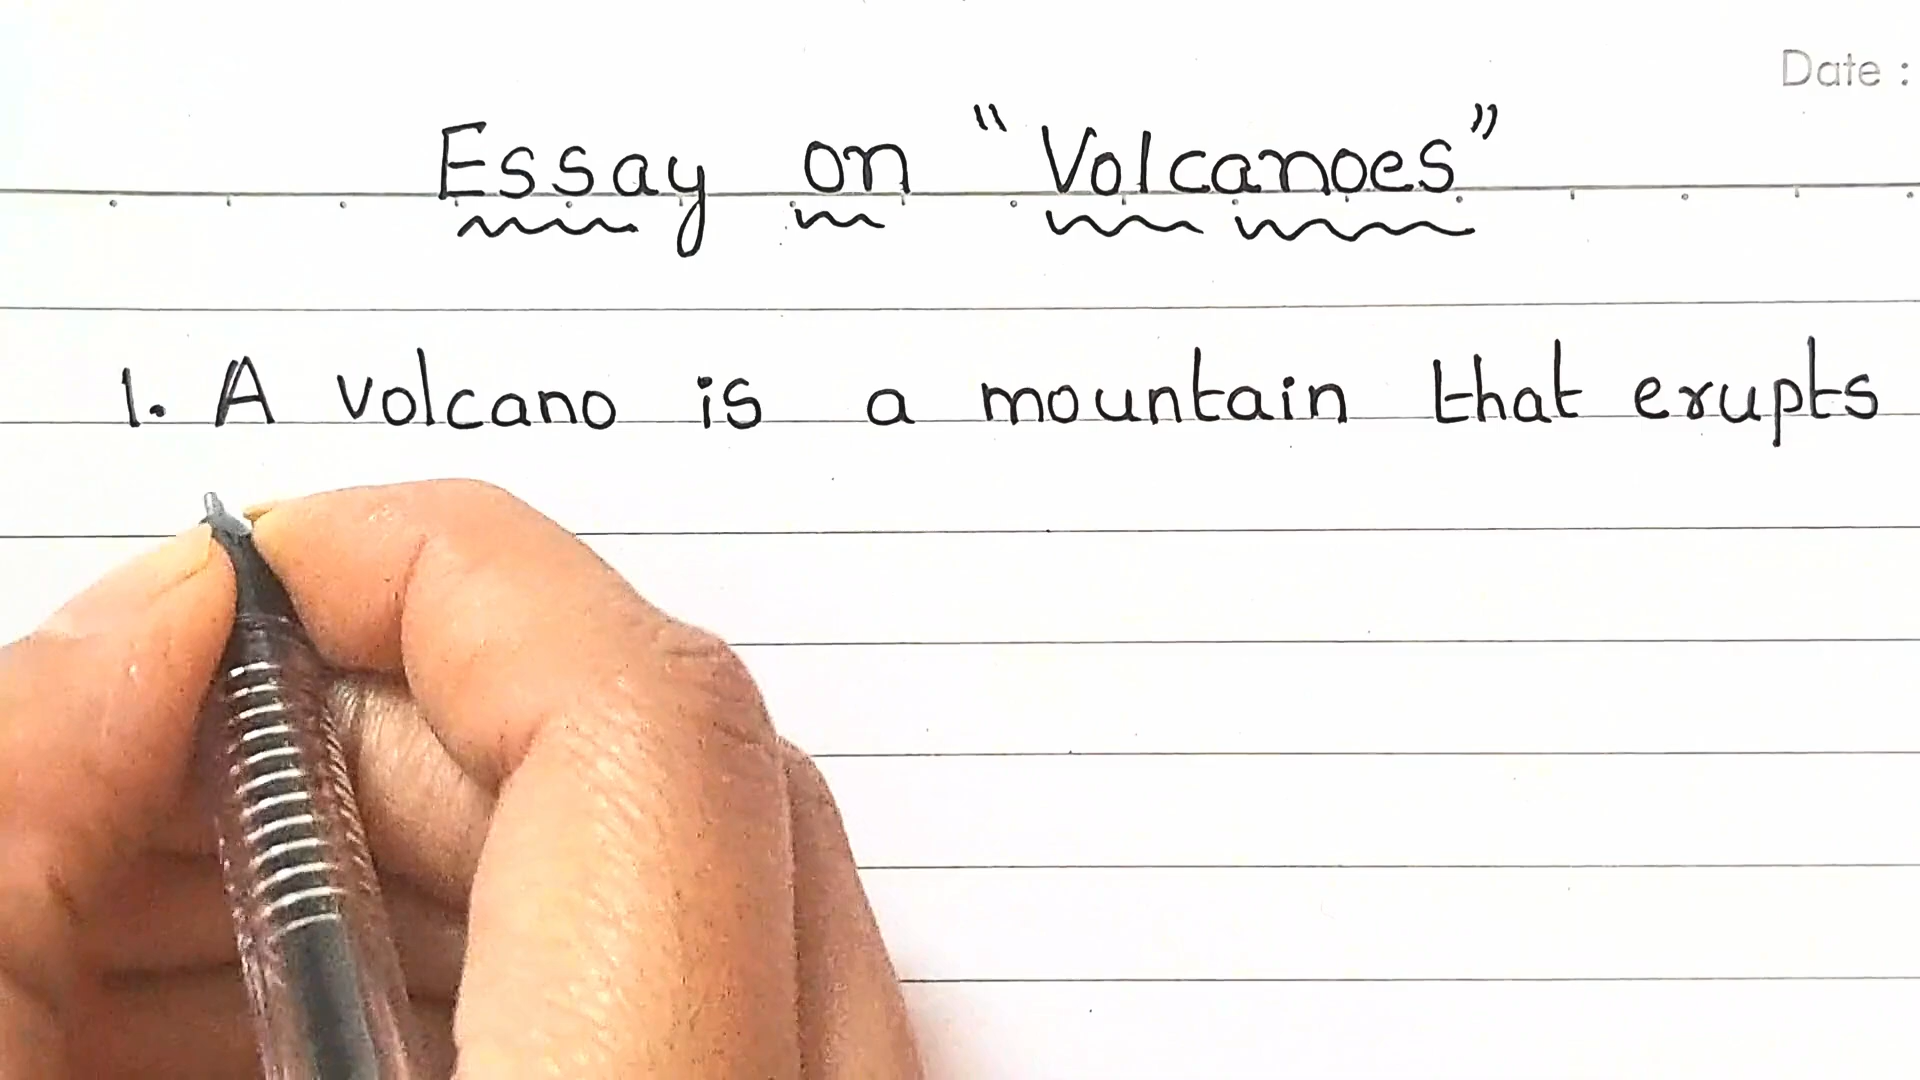 Date :
Essay on "Volcanoes"
1. A volcano is a mountain that erupts